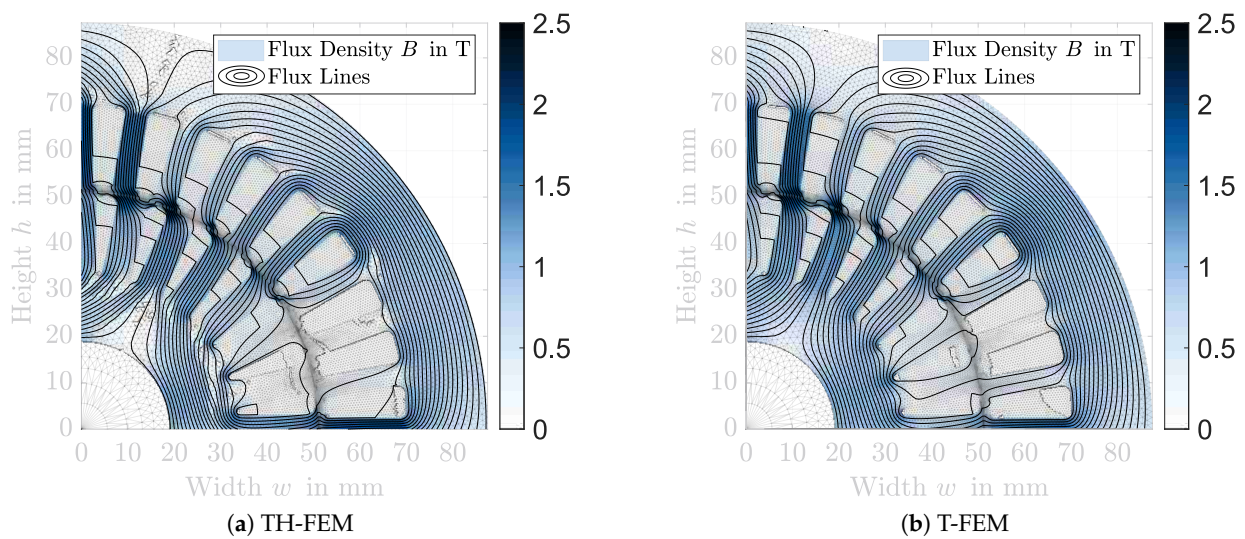 Flux Density B in T
Flux Lines
Height h in mm
80
70
60
50
40
30
20
10
0
0 10 20 30 40 50 60 70 80
Width w in mm
2.5
2
1.5
1
0.5
0
(a) TH-FEM
Flux Density B in T
Flux Lines
Height h in mm
80
70
60
50
40
30
20
10
0
0 10 20 30 40 50 60 70 80
Width w in mm
2.5
2
1.5
1
0.5
0
(b) T-FEM